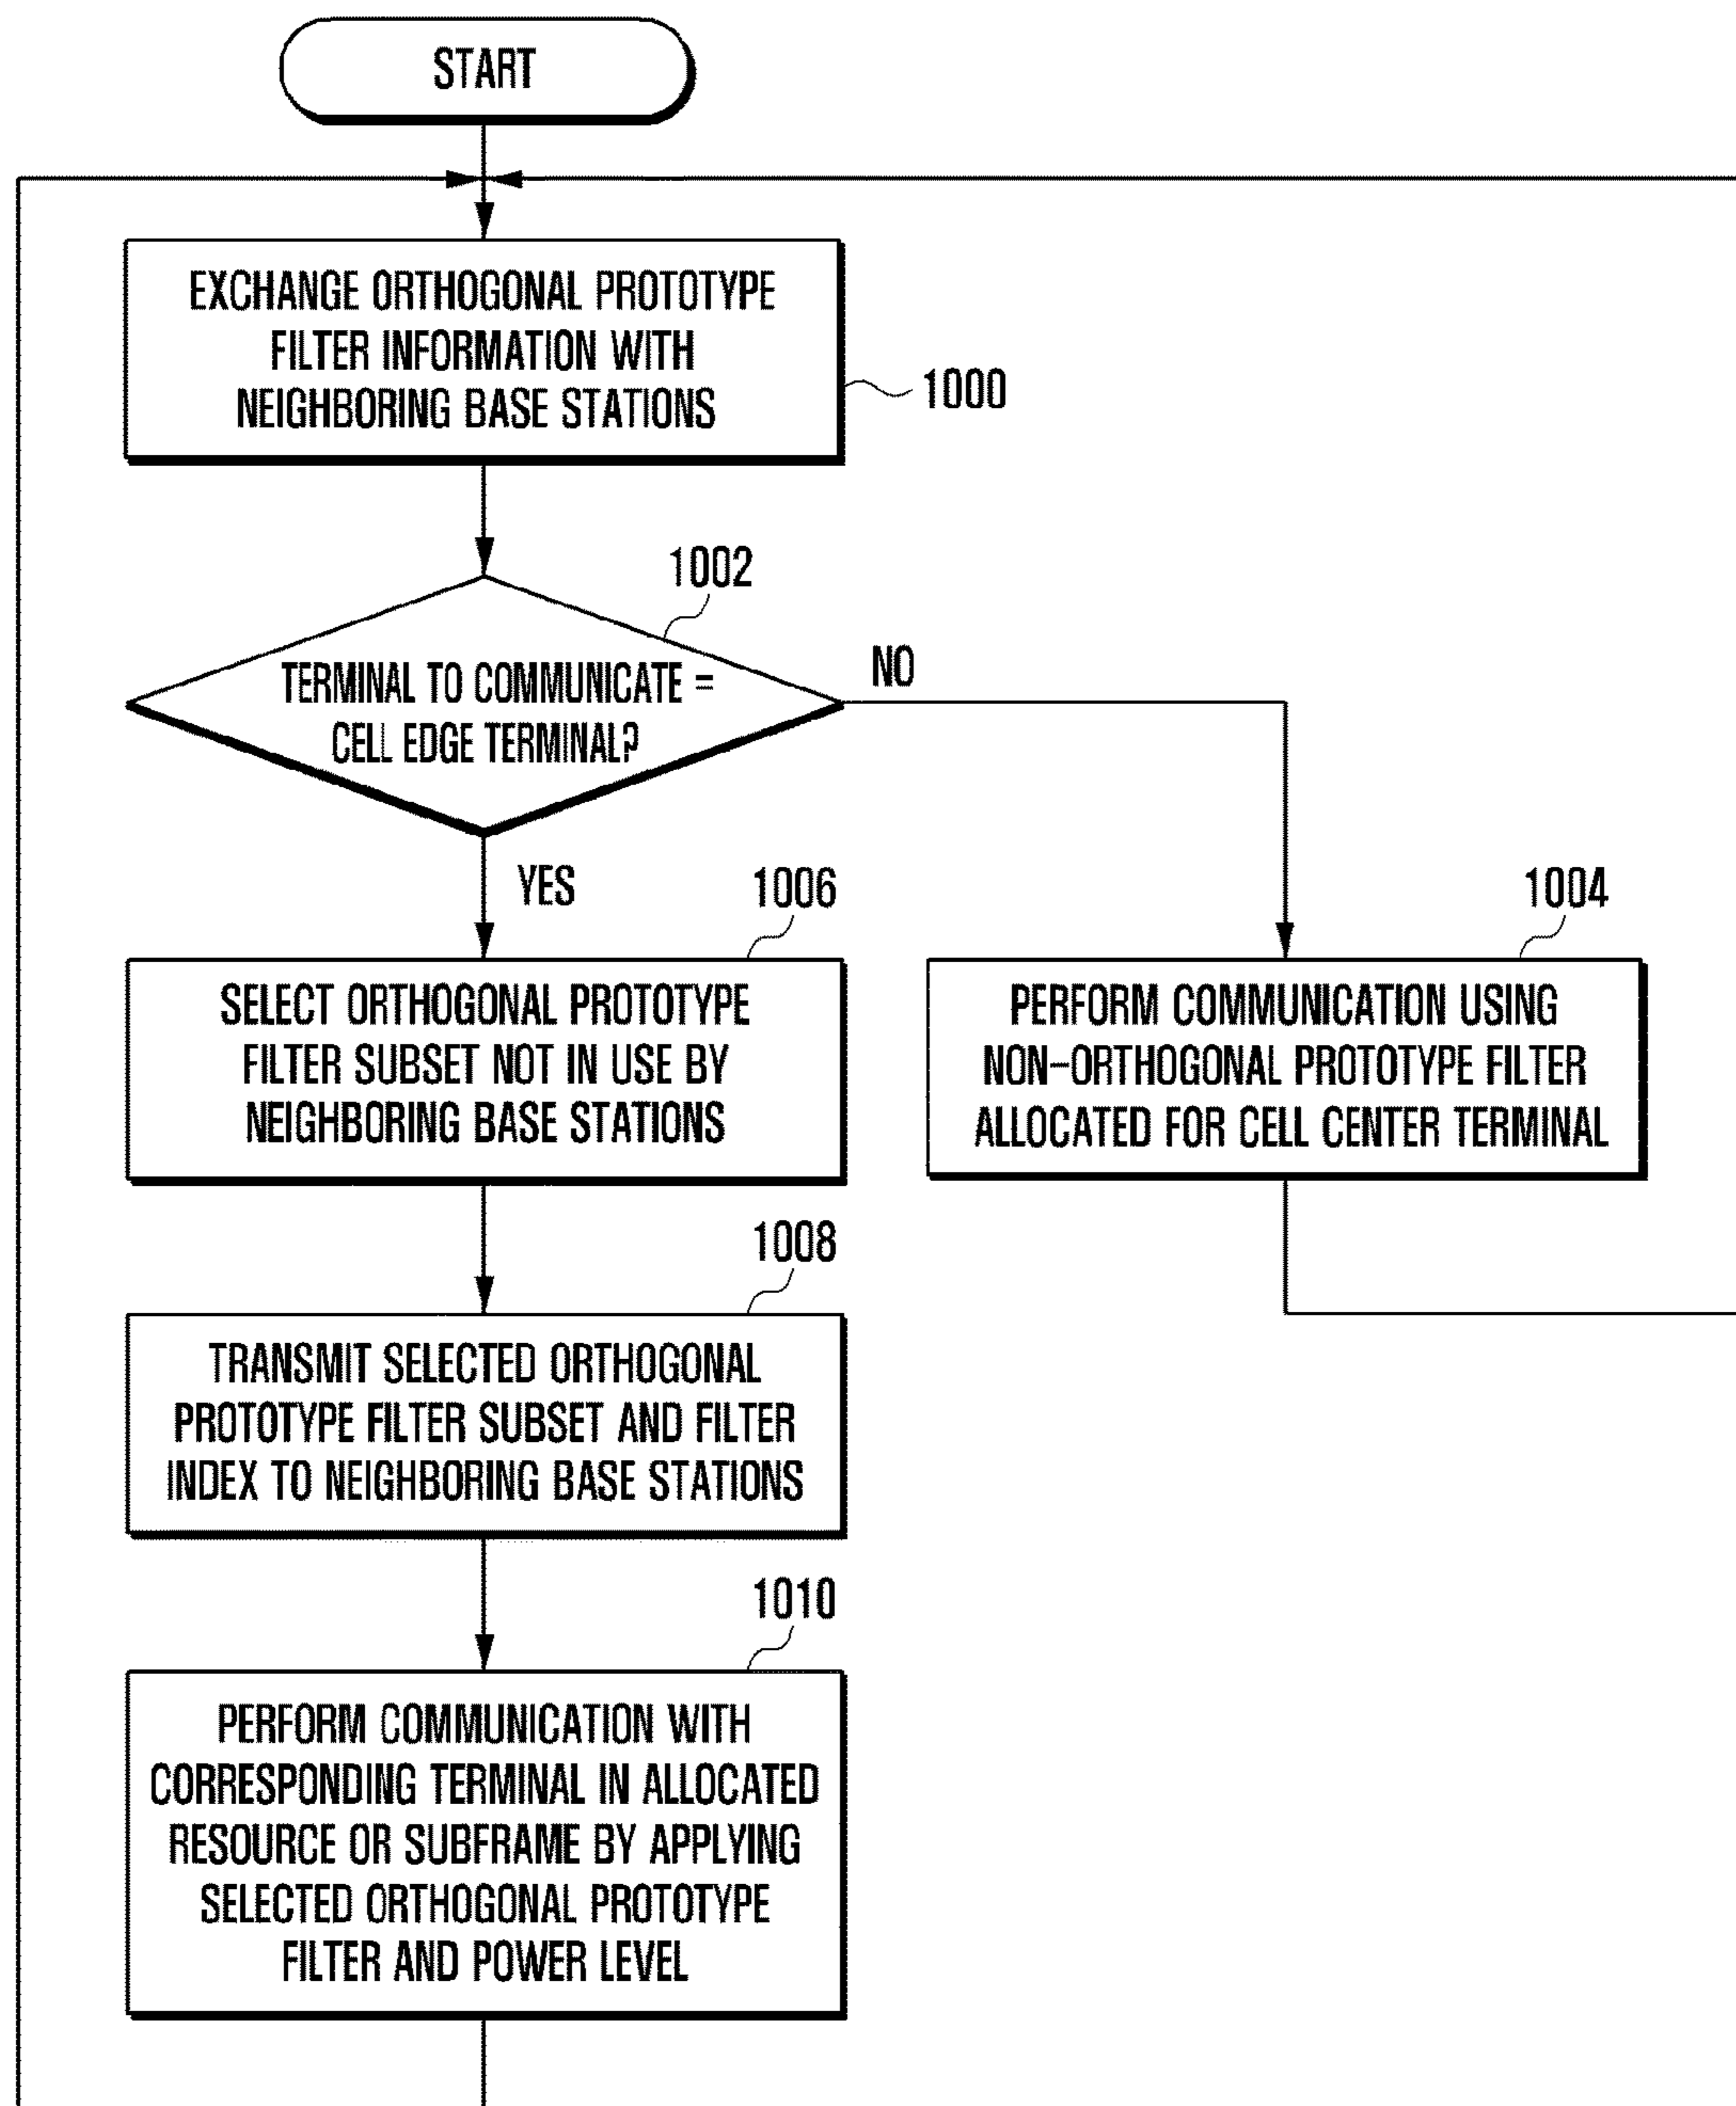 START
EXCHANGE ORTHOGONAL PROTOTYPE
FILTER INFORMATION WITH
NEIGHBORING BASE STATIONS
1000
1002
TERMINAL TO COMMUNICATE =
CELL EDGE TERMINAL?
NO
YES
1006
SELECT ORTHOGONAL PROTOTYPE
FILTER SUBSET NOT IN USE BY
NEIGHBORING BASE STATIONS
1004
PERFORM COMMUNICATION USING
NON-ORTHOGONAL PROTOTYPE FILTER
ALLOCATED FOR CELL CENTER TERMINAL
1008
TRANSMIT SELECTED ORTHOGONAL
PROTOTYPE FILTER SUBSET AND FILTER
INDEX TO NEIGHBORING BASE STATIONS
1010
PERFORM COMMUNICATION WITH
CORRESPONDING TERMINAL IN ALLOCATED
RESOURCE OR SUBFRAME BY APPLYING
SELECTED ORTHOGONAL PROTOTYPE
FILTER AND POWER LEVEL